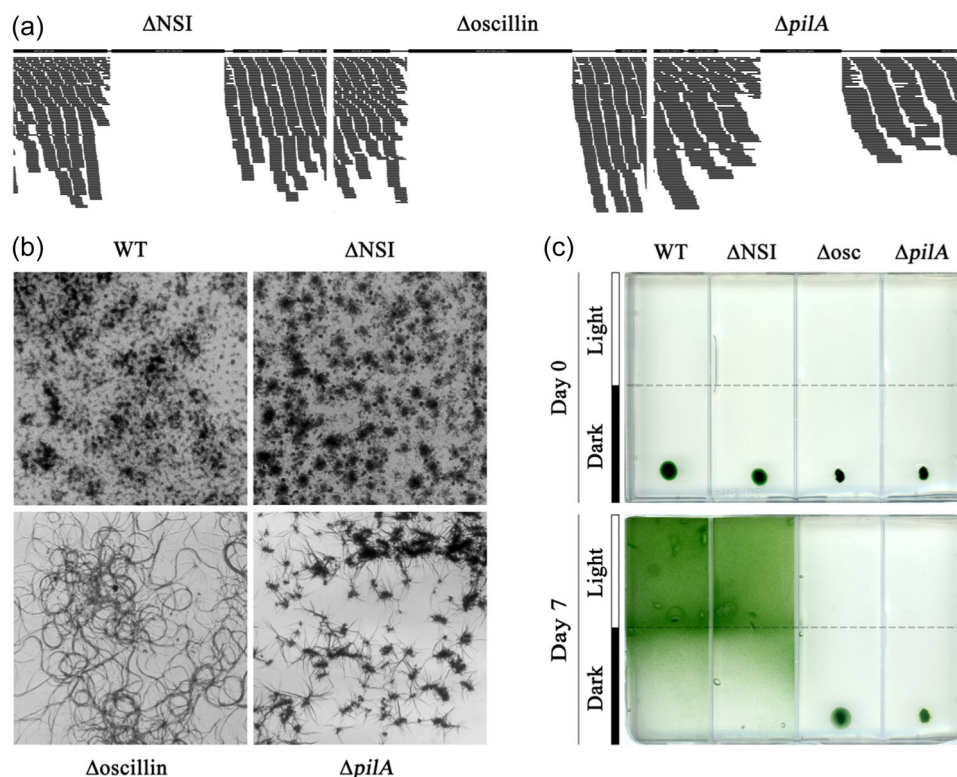 (a)
ΔNSI Δoscillin ΔpilA
(b)
WT ΔNSI
Δoscillin ΔpilA
(c)
WT ΔNSI Δosc ΔpilA
Day 0
Light
Dark
Day 7
Light
Dark